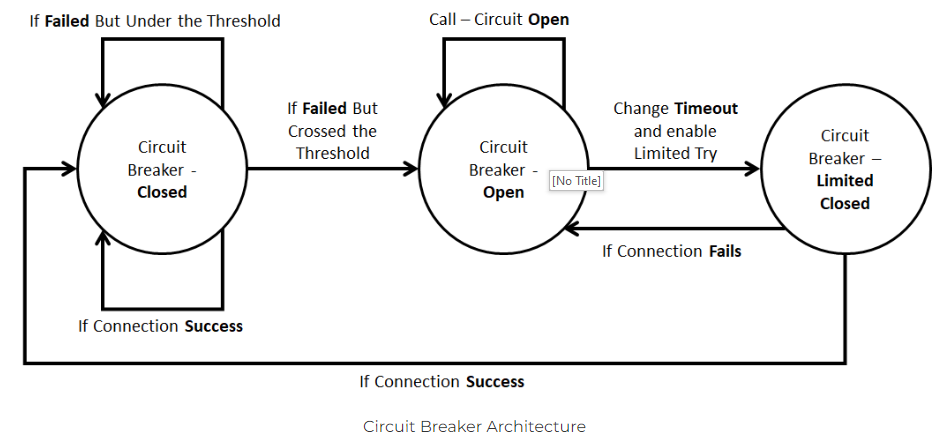 If Failed But Under the Threshold
Call – Circuit Open
If Failed But
Crossed the
Threshold
Change Timeout
and enable
Limited Try
Circuit
Breaker -
Closed
Circuit
Breaker -
Open
[No Title]
Circuit
Breaker –
Limited
Closed
If Connection Fails
If Connection Success
If Connection Success
Circuit Breaker Architecture